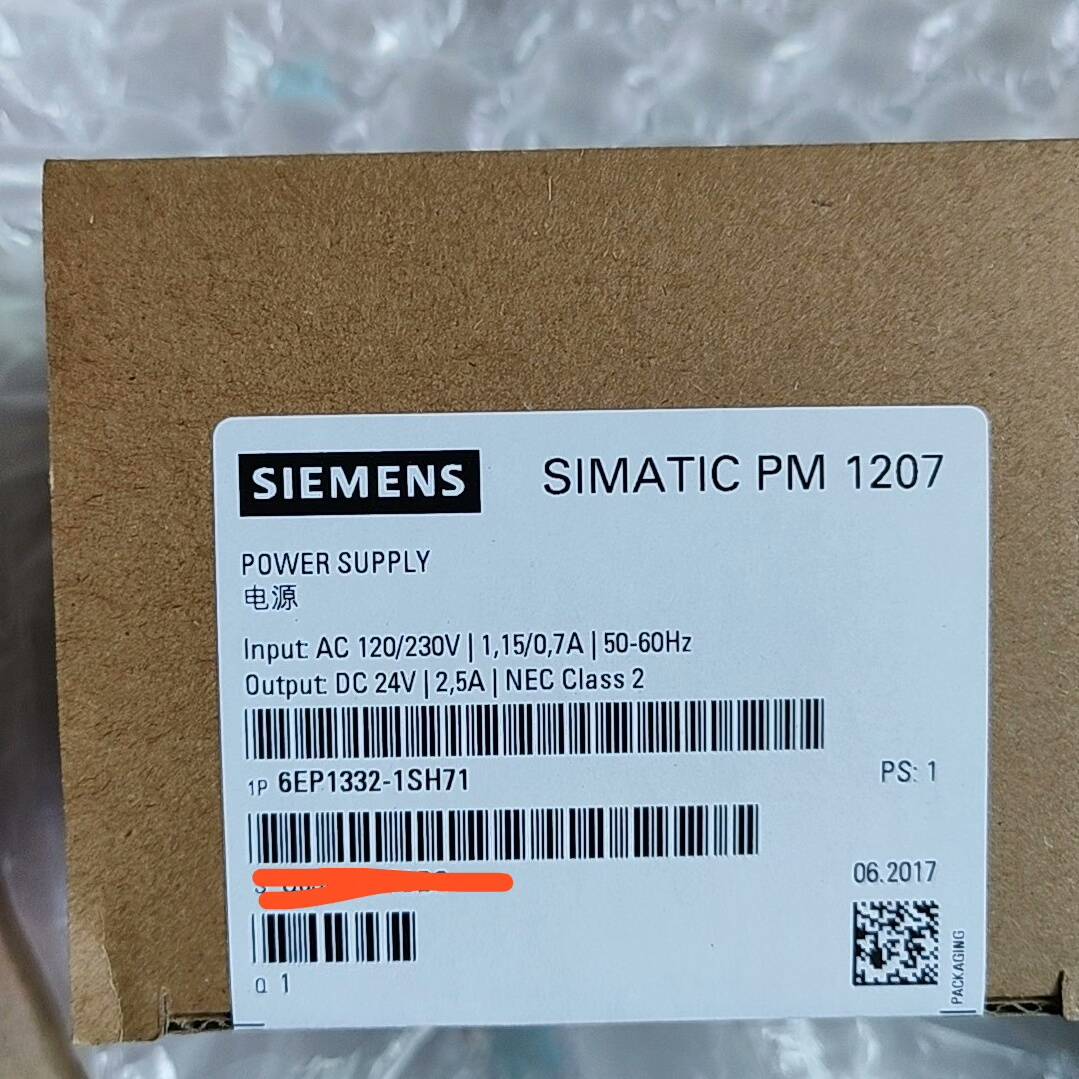 SIEMENS SIMATIC PM 1207
POWER SUPPLY
电源
Input: AC 120/230V | 1,15/0,7A | 50-60Hz
Output: DC 24V | 2,5A | NEC Class 2
1P 6EP1332-1SH71
PS: 1
06.2017
Q 1
PACKAGING